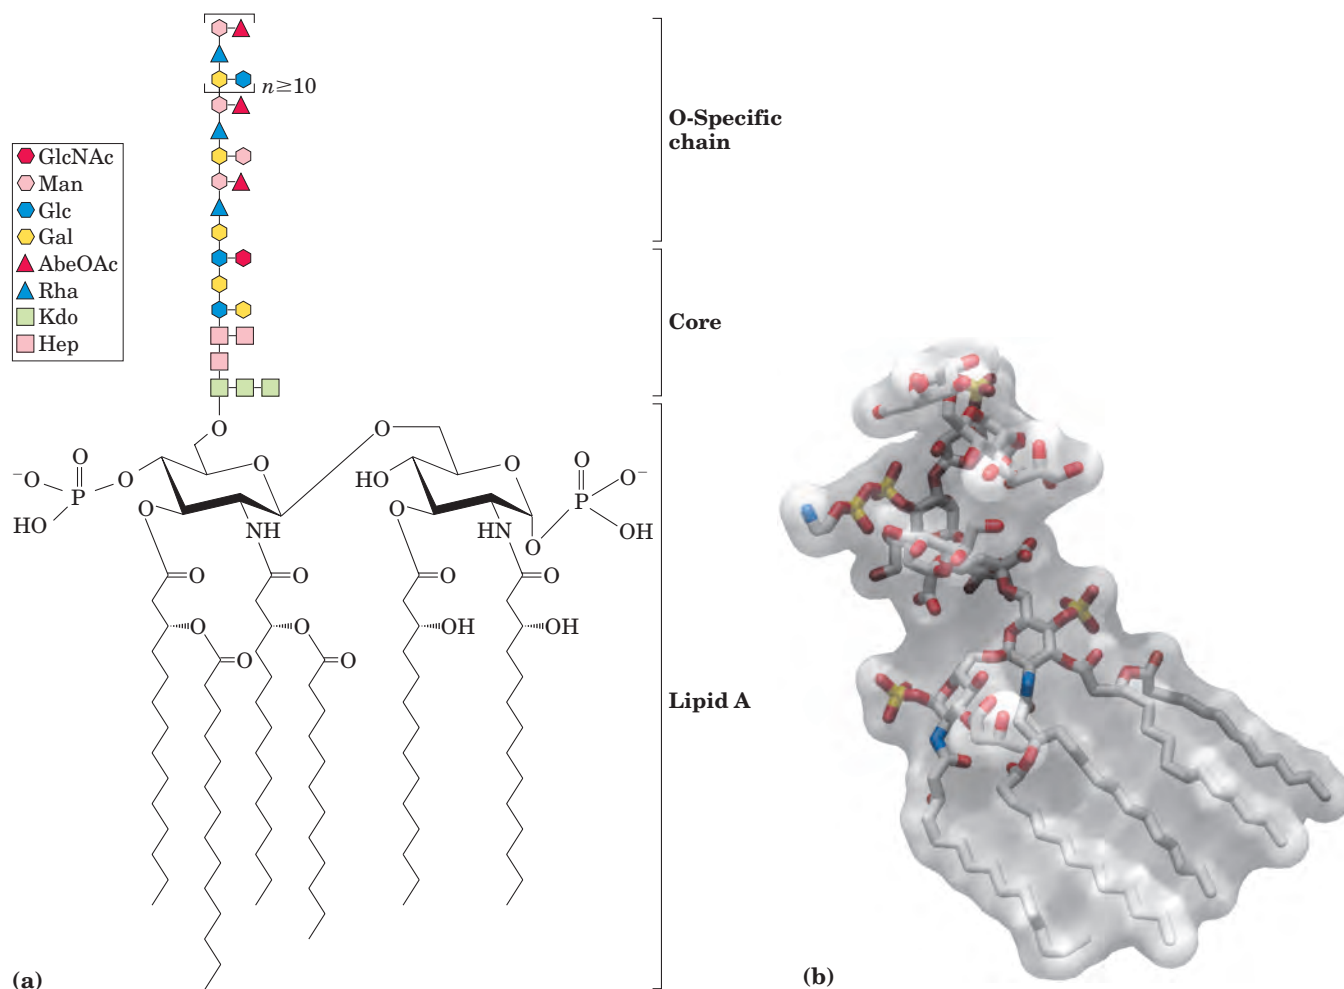 n≥10
O-Specific
chain
GlcNAc
Man
Glc
Gal
AbeOAc
Rha
Kdo
Hep
Core
O
O
⁻O
P
O
HO
O
O
NH
O
HO
O
O
HN
O
O
P
O⁻
OH
O
O
O
O
O
O
OH
OH
O
O
Lipid A
(a)
(b)